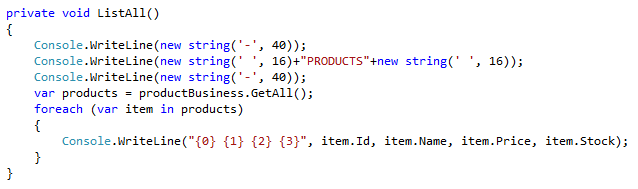 private void ListAll()
{
    Console.WriteLine(new string('-', 40));
    Console.WriteLine(new string(' ', 16)+"PRODUCTS"+new string(' ', 16));
    Console.WriteLine(new string('-', 40));
    var products = productBusiness.GetAll();
    foreach (var item in products)
    {
        Console.WriteLine("{0} {1} {2} {3}", item.Id, item.Name, item.Price, item.Stock);
    }
}